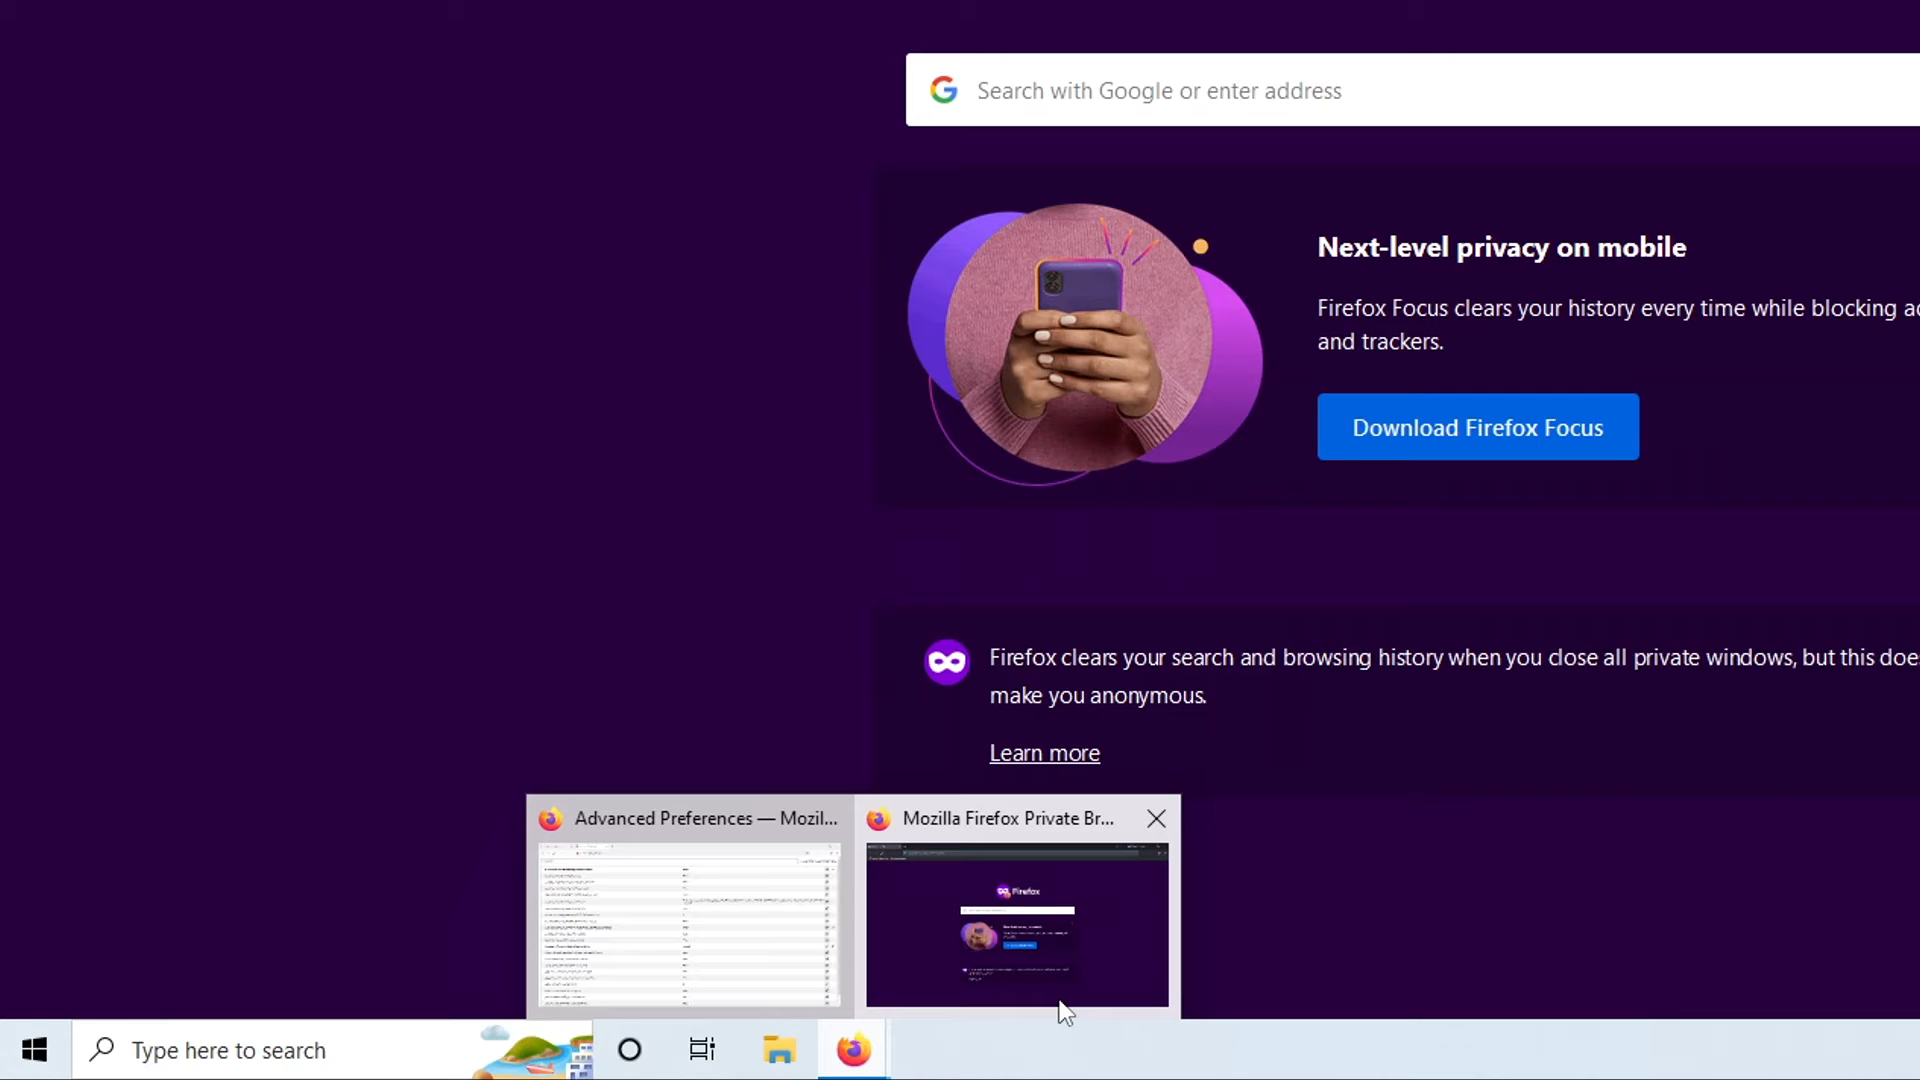 Search with Google or enter address
Next-level privacy on mobile
Firefox Focus clears your history every time while blocking
and trackers.
Download Firefox Focus
Firefox clears your search and browsing history when you close all private windows, but this
make you anonymous.
Learn more
Advanced Preferences — Mozil...
Mozilla Firefox Private Br...
Firefox
Type here to search